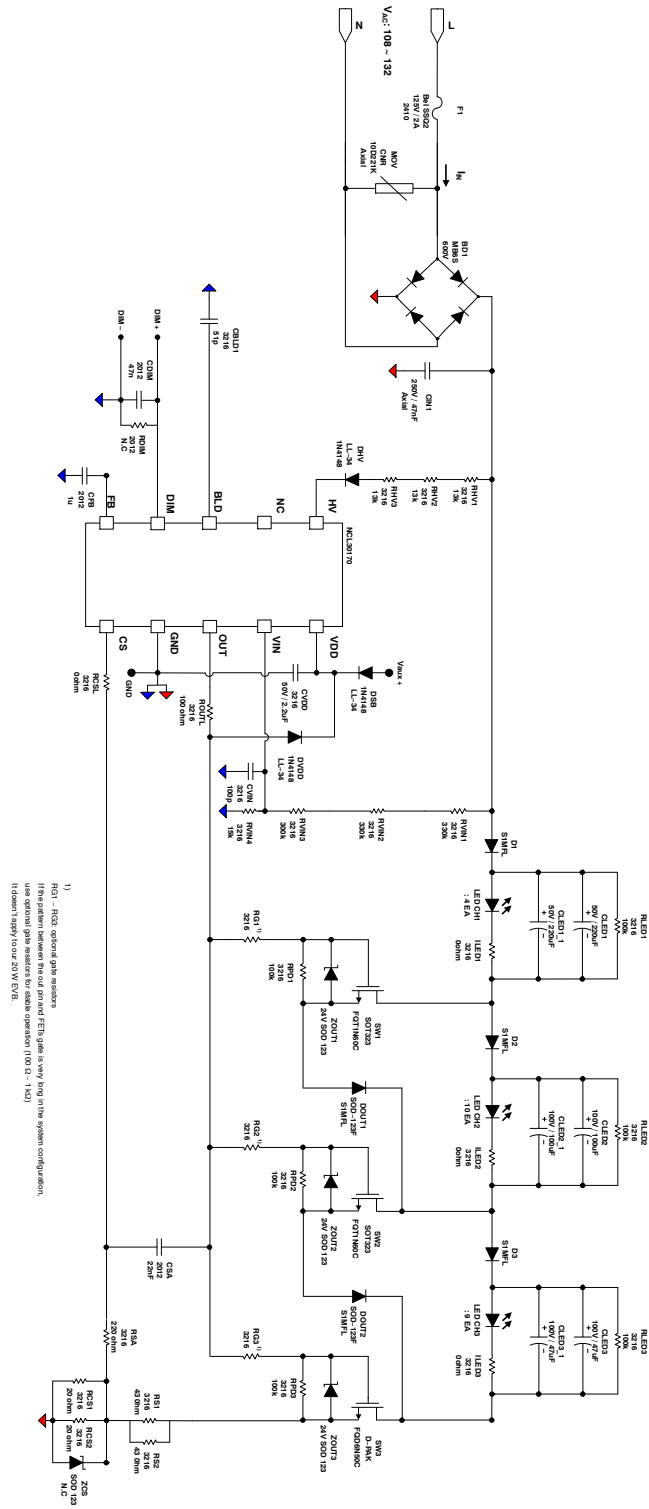 L
N
V_AC: 108 ~ 132
F1
Bel SSQ2
125V / 2A
2410
I_IN
MOV
CNR
10D221K
Axial
BD1
MB6S
600V
CIN1
250V / 47nF
Axial
RHV1
3216
13k
RHV2
3216
13k
RHV3
3216
13k
DHV
LL-34
1N4148
CBLD1
3216
51p
DIM +
DIM -
CDIM
2012
47n
RDIM
2012
N.C
CFB
2012
1u
NCL30170
HV
NC
BLD
DIM
FB
VDD
VIN
OUT
GND
CS
Vaux +
DSB
1N4148
LL-34
CVDD
3216
50V / 2.2uF
GND
RCSL
3216
0ohm
ROUTL
3216
100 ohm
DVDD
1N4148
LL-34
CVIN
3216
100p
RVIN1
3216
330k
RVIN2
3216
330k
RVIN3
3216
300k
RVIN4
3216
15k
D1
S1MFL
RLED1
3216
100k
CLED1
50V / 220uF
CLED1_1
50V / 220uF
LED CH1
: 4 EA
ILED1
3216
0ohm
RG1 1)
3216
RPD1
3216
100k
ZOUT1
24V SOD 123
SW1
SOT323
FQT1N60C
D2
S1MFL
DOUT1
SOD-123F
S1MFL
RLED2
3216
100k
CLED2
100V / 100uF
CLED2_1
100V / 100uF
LED CH2
: 10 EA
ILED2
3216
0ohm
RG2 1)
3216
RPD2
3216
100k
ZOUT2
24V SOD 123
SW2
SOT323
FQT1N60C
D3
S1MFL
DOUT2
SOD-123F
S1MFL
RLED3
3216
100k
CLED3
100V / 47uF
CLED3_1
100V / 47uF
LED CH3
: 9 EA
ILED3
3216
0ohm
RG3 1)
3216
RPD3
3216
100k
ZOUT3
24V SOD 123
SW3
D-PAK
FQD6N50C
CSA
2012
22nF
RSA
3216
220 ohm
RS1
3216
43 0hm
RS2
3216
43 0hm
RCS1
3216
20 ohm
RCS2
3216
20 ohm
ZCS
SOD 123
N.C
1)
RG1 ~ RG3: optional gate resistors
If the pattern between the out pin and FETs gate is very long in the system configuration,
use optional gate resistors for stable operation (100 Ω ~ 1 kΩ)
It doesn't apply to our 20 W EVB.